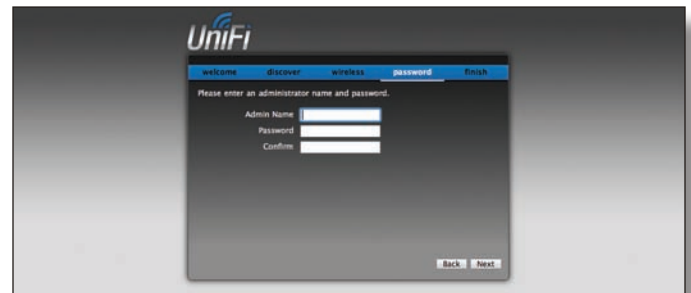 UniFi
welcome discover wireless password finish
Please enter an administrator name and password.
Admin Name
Password
Confirm
Back Next